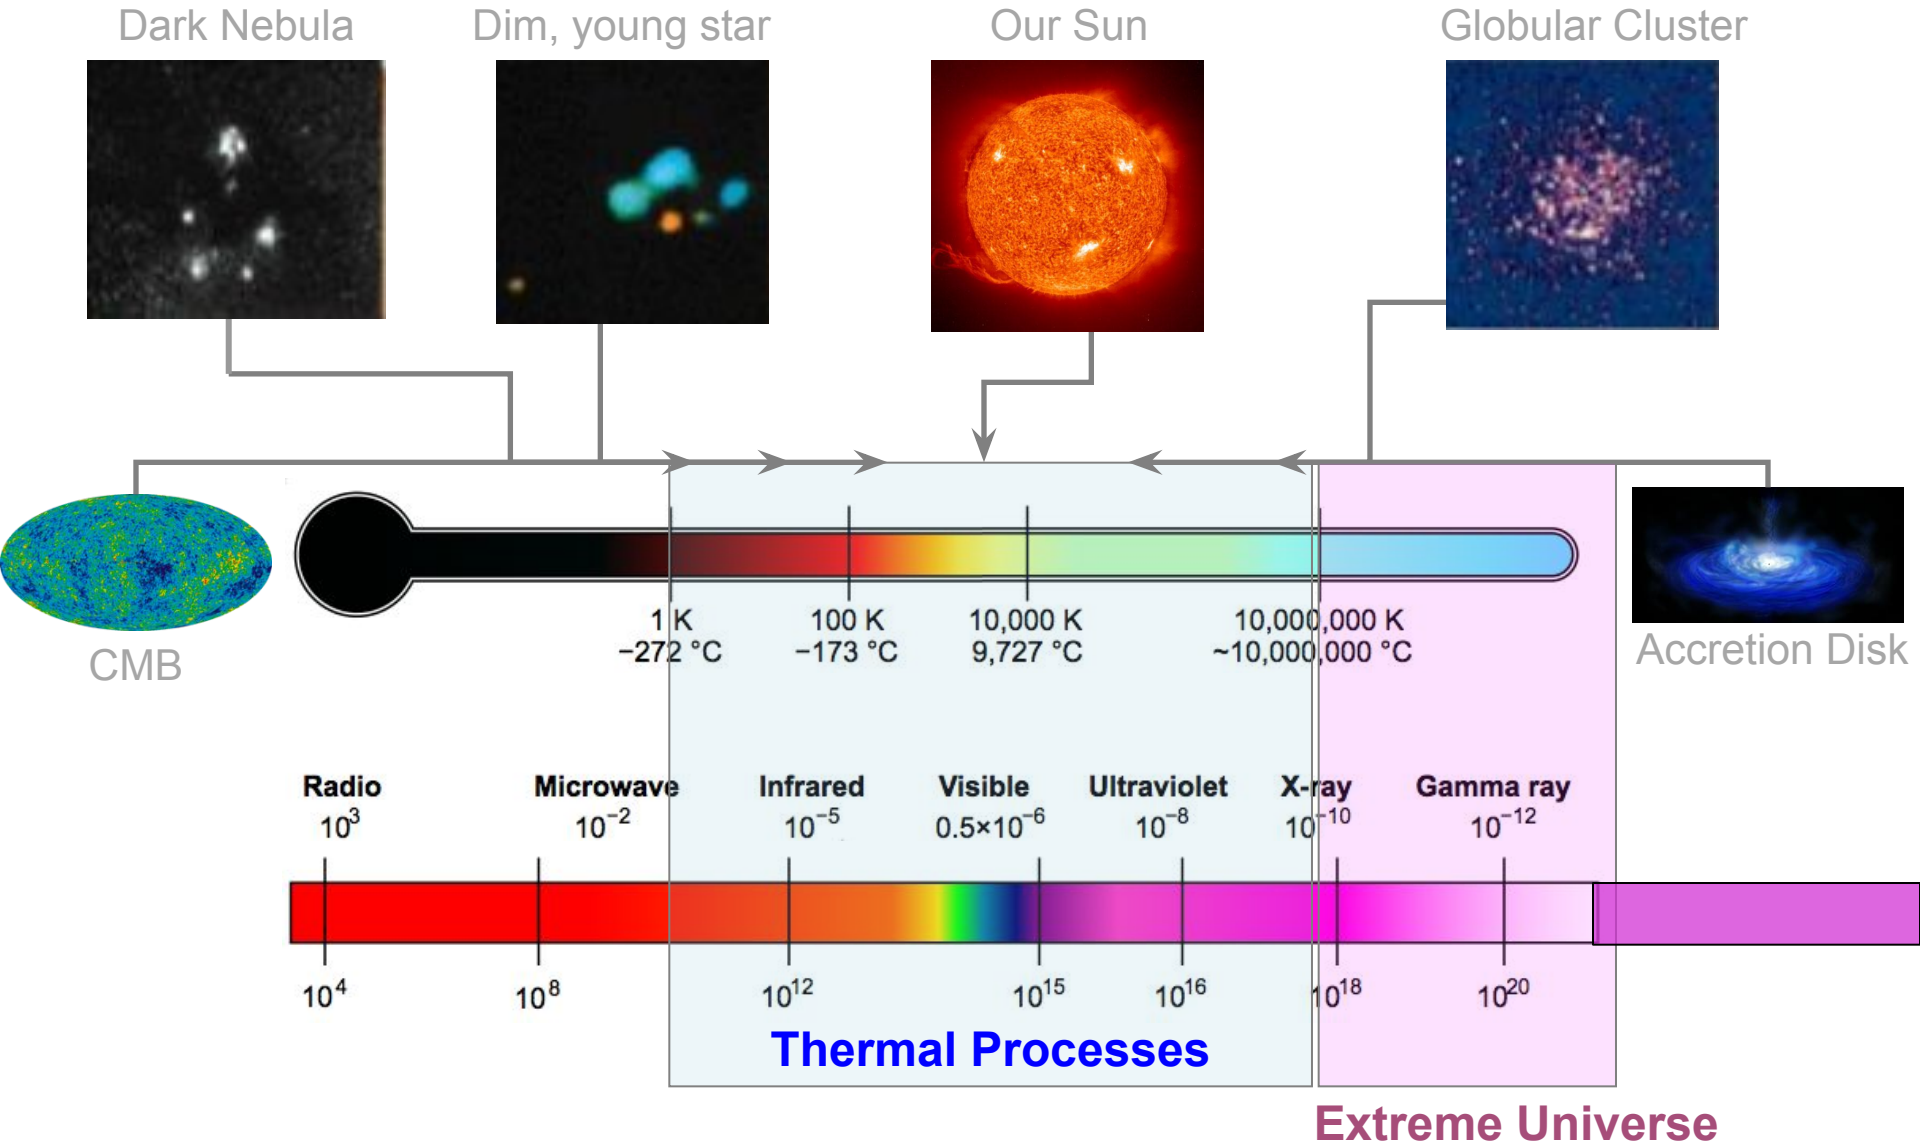 Dark Nebula
Dim, young star
Our Sun
Globular Cluster
CMB
Accretion Disk
1 K
−272 °C
100 K
−173 °C
10,000 K
9,727 °C
10,000,000 K
~10,000,000 °C
Radio
10³
Microwave
10⁻²
Infrared
10⁻⁵
Visible
0.5×10⁻⁶
Ultraviolet
10⁻⁸
X-ray
10⁻¹⁰
Gamma ray
10⁻¹²
10⁴
10⁸
10¹²
10¹⁵
10¹⁶
10¹⁸
10²⁰
Thermal Processes
Extreme Universe